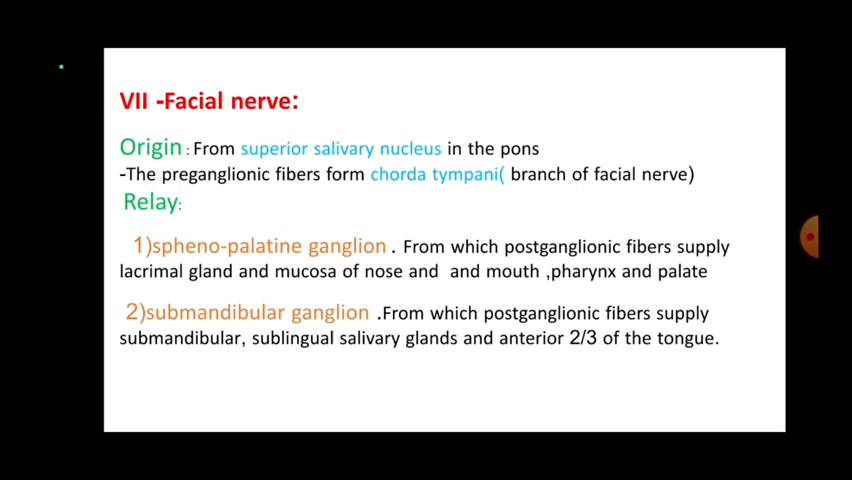 VII -Facial nerve:
Origin : From superior salivary nucleus in the pons
-The preganglionic fibers form chorda tympani( branch of facial nerve)
Relay:
1)spheno-palatine ganglion . From which postganglionic fibers supply
lacrimal gland and mucosa of nose and and mouth ,pharynx and palate
2)submandibular ganglion .From which postganglionic fibers supply
submandibular, sublingual salivary glands and anterior 2/3 of the tongue.